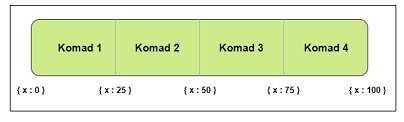 Komad 1 Komad 2 Komad 3 Komad 4
{ x : 0 } { x : 25 } { x : 50 } { x : 75 } { x : 100 }